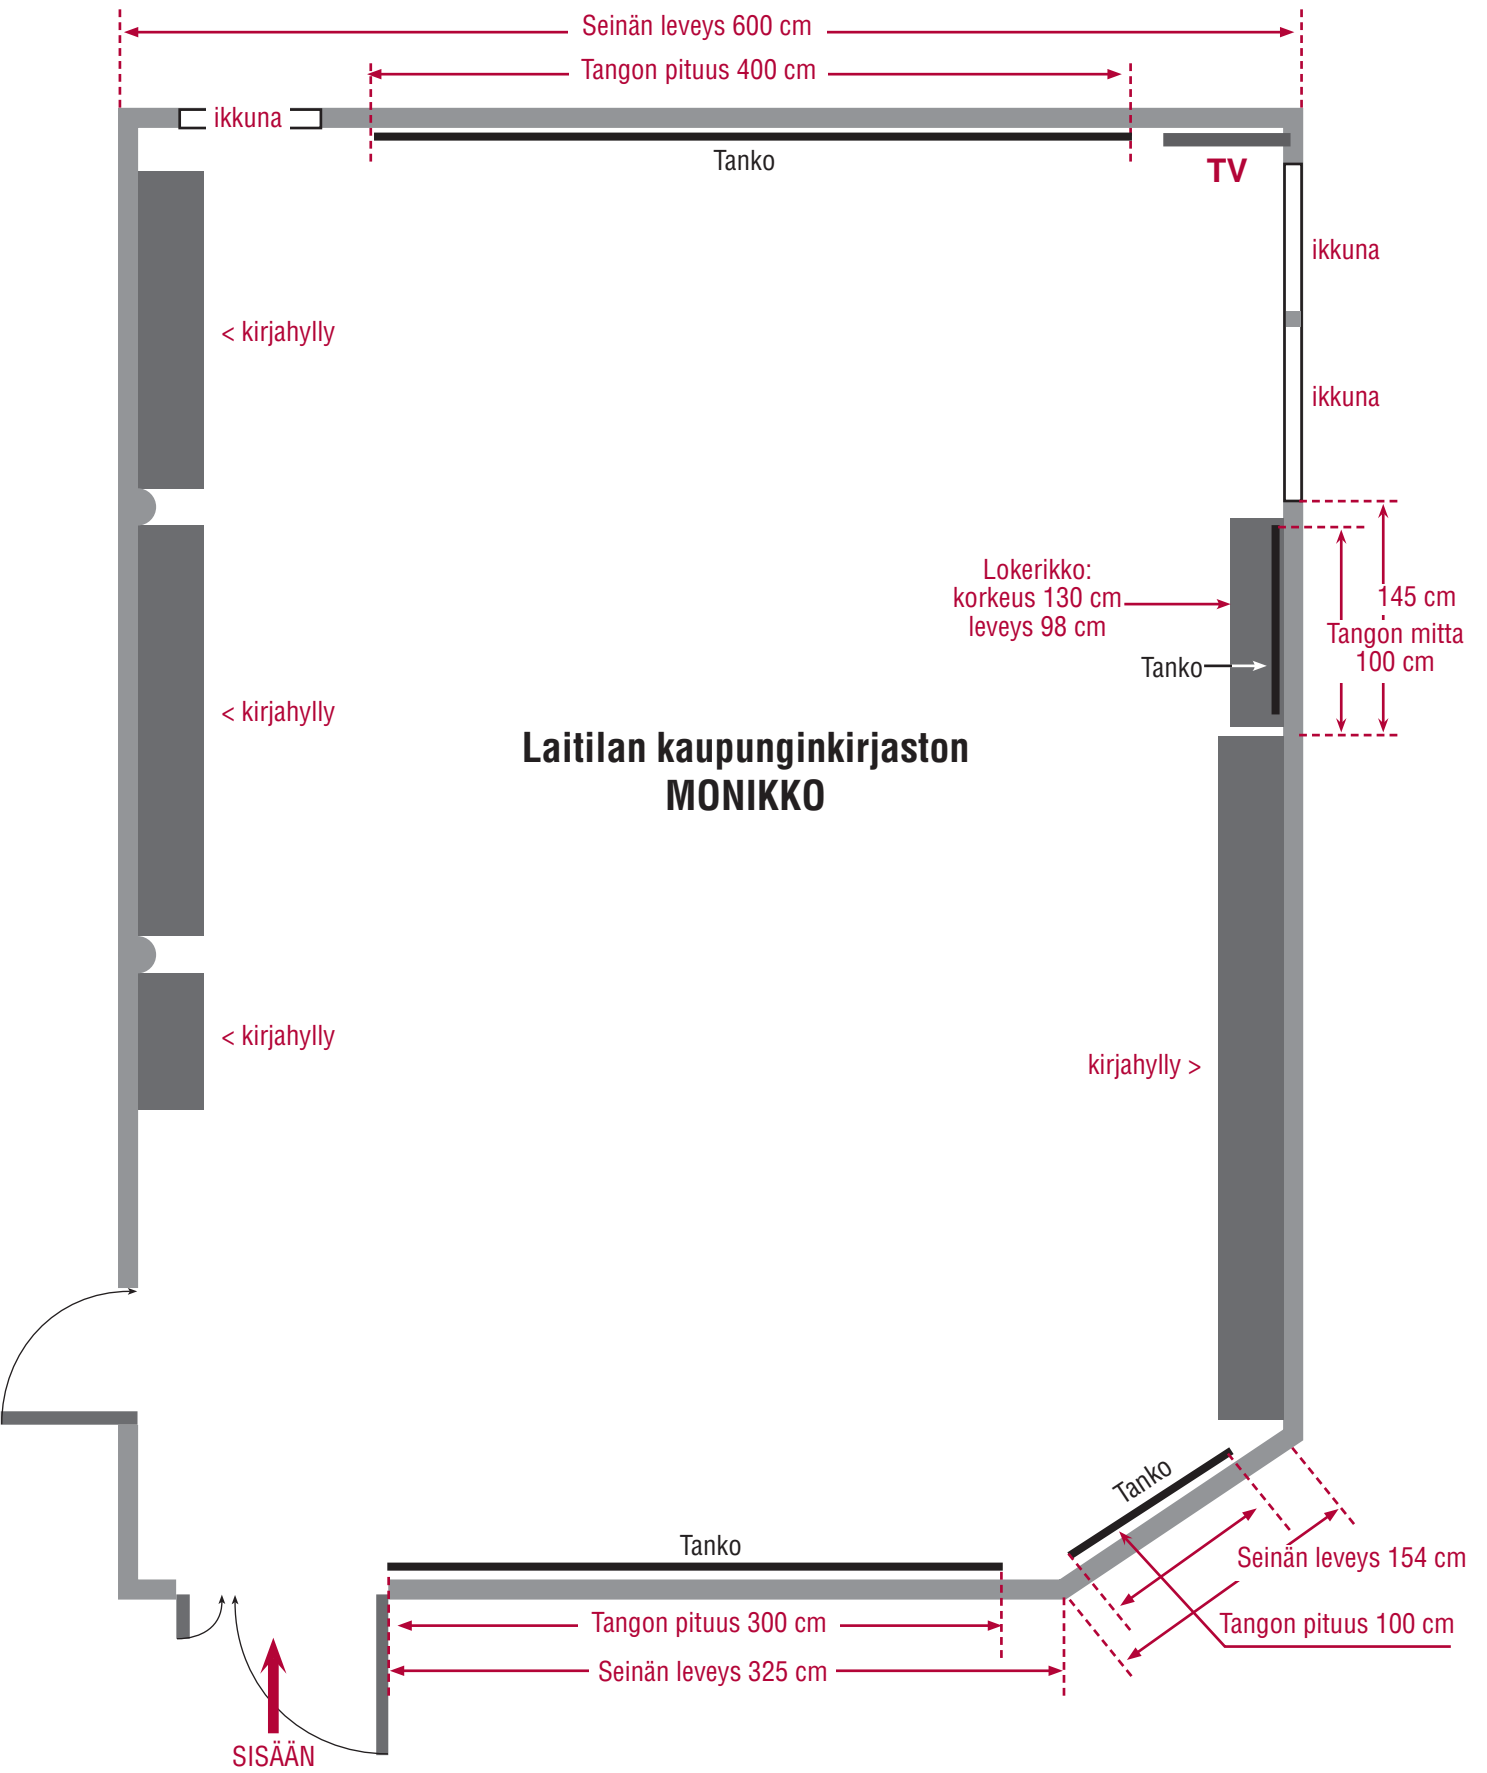 Seinän leveys 600 cm
Tangon pituus 400 cm
ikkuna
Tanko
TV
ikkuna
< kirjahylly
ikkuna
Lokerikko:
korkeus 130 cm
leveys 98 cm
145 cm
Tangon mitta
100 cm
Tanko
< kirjahylly
Laitilan kaupunginkirjaston
MONIKKO
< kirjahylly
kirjahylly >
Tanko
Tanko
Seinän leveys 154 cm
Tangon pituus 300 cm
Tangon pituus 100 cm
Seinän leveys 325 cm
SISÄÄN